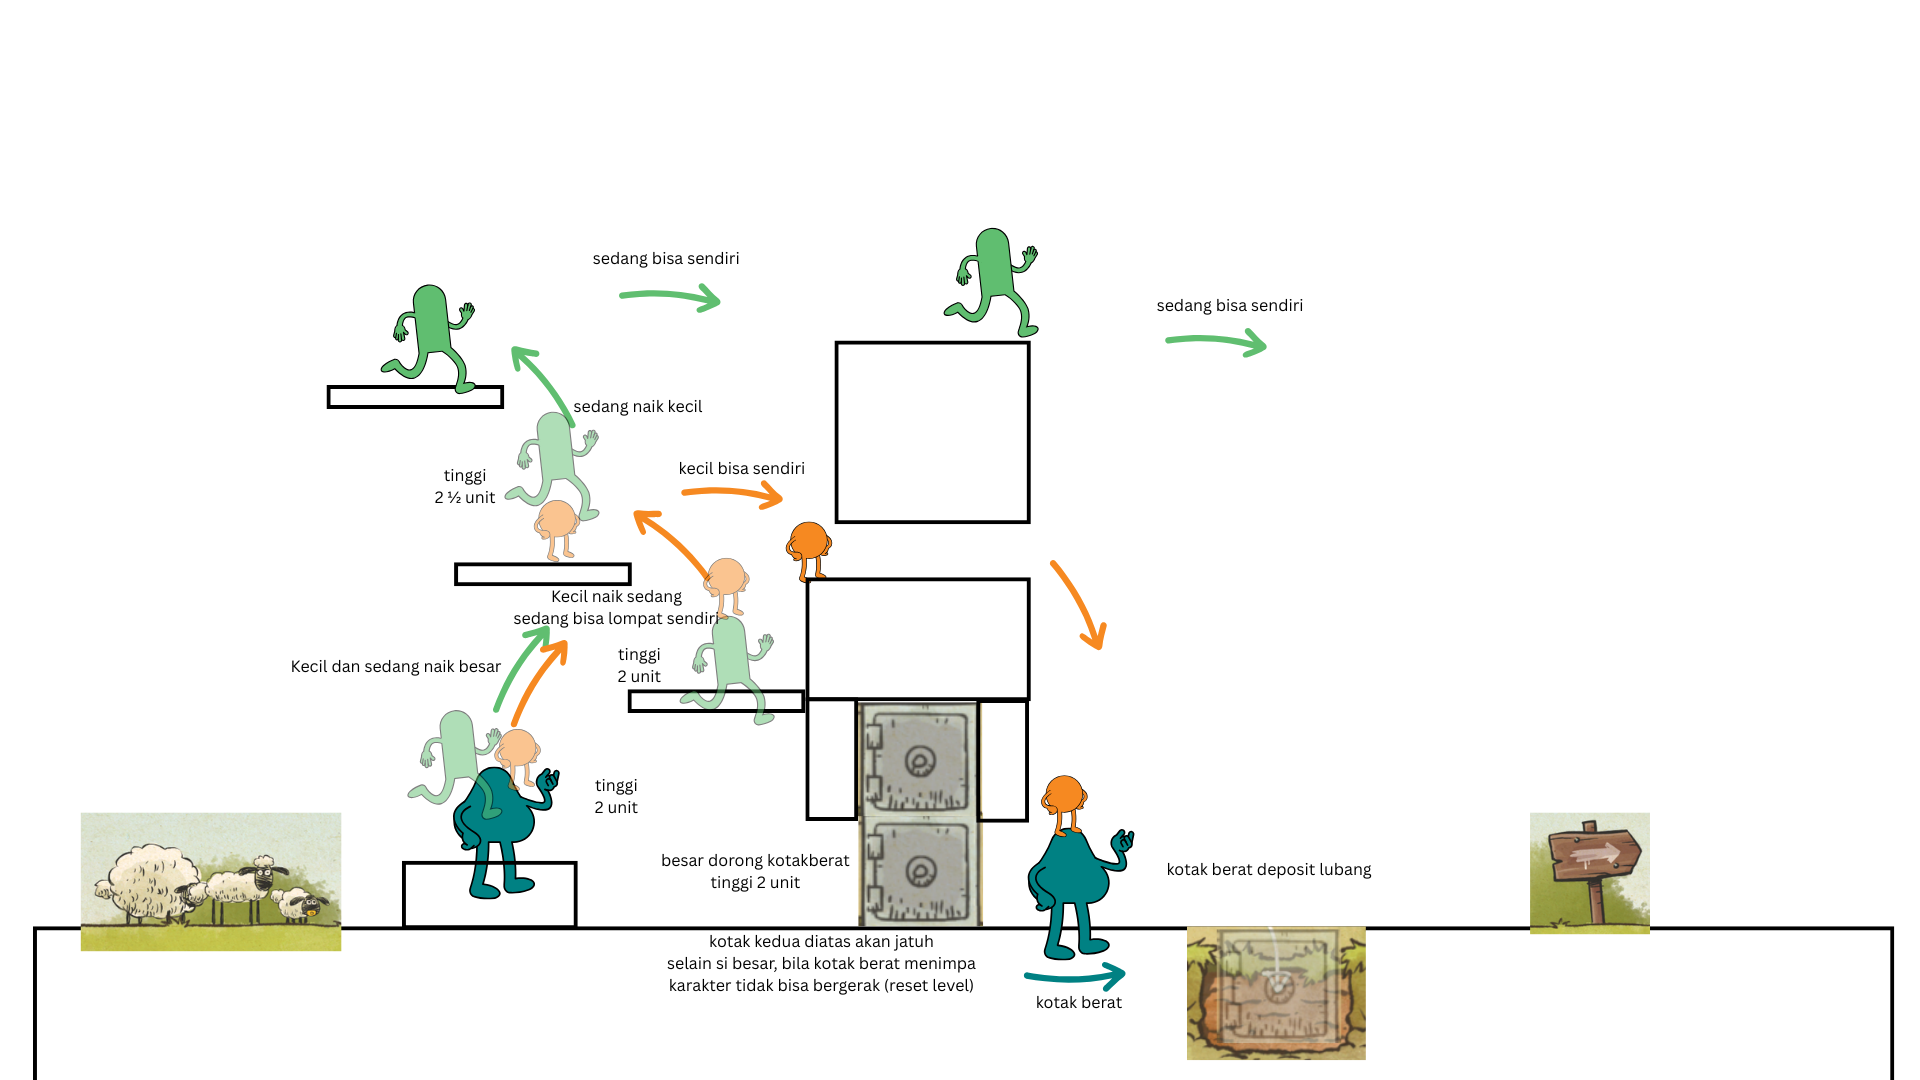 sedang bisa sendiri
sedang bisa sendiri
sedang naik kecil
tinggi
2 ½ unit
kecil bisa sendiri
Kecil naik sedang
sedang bisa lompat sendiri
Kecil dan sedang naik besar
tinggi
2 unit
tinggi
2 unit
besar dorong kotakberat
tinggi 2 unit
kotak berat deposit lubang
kotak kedua diatas akan jatuh
selain si besar, bila kotak berat menimpa
karakter tidak bisa bergerak (reset level)
kotak berat